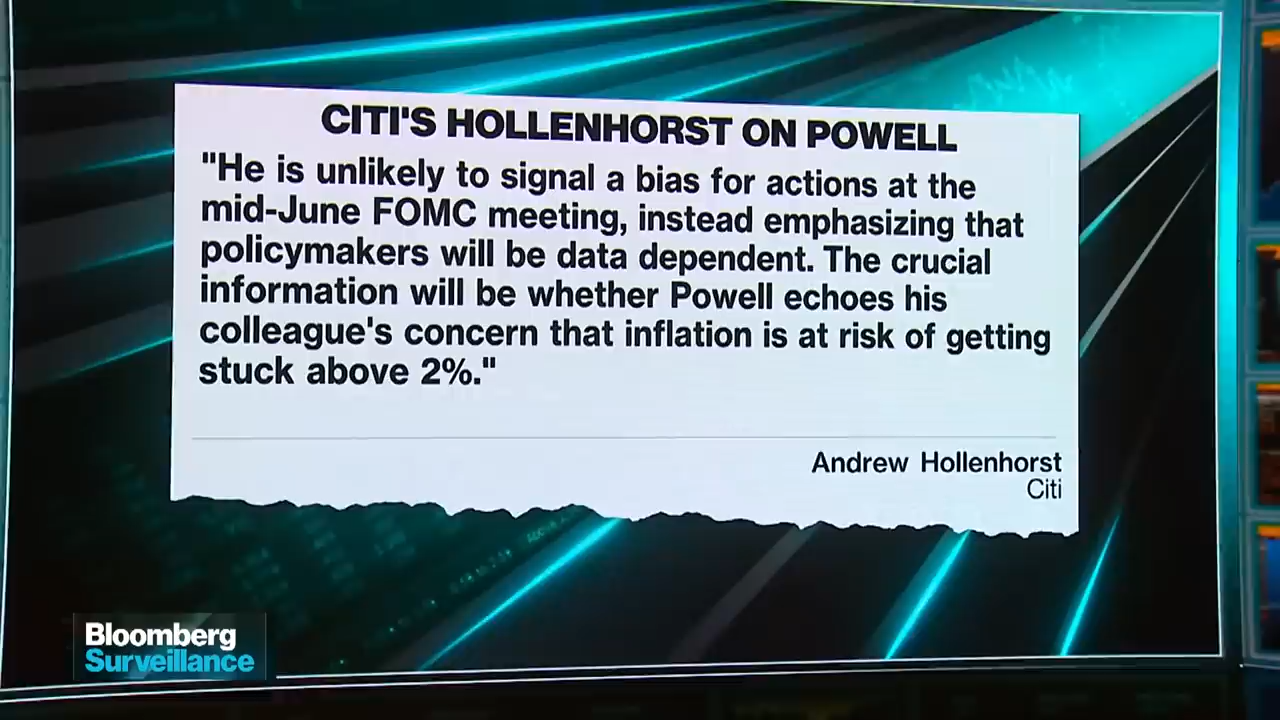 CITI'S HOLLENHORST ON POWELL
"He is unlikely to signal a bias for actions at the
mid-June FOMC meeting, instead emphasizing that
policymakers will be data dependent. The crucial
information will be whether Powell echoes his
colleague's concern that inflation is at risk of getting
stuck above 2%."
Andrew Hollenhorst
Citi
Bloomberg
Surveillance